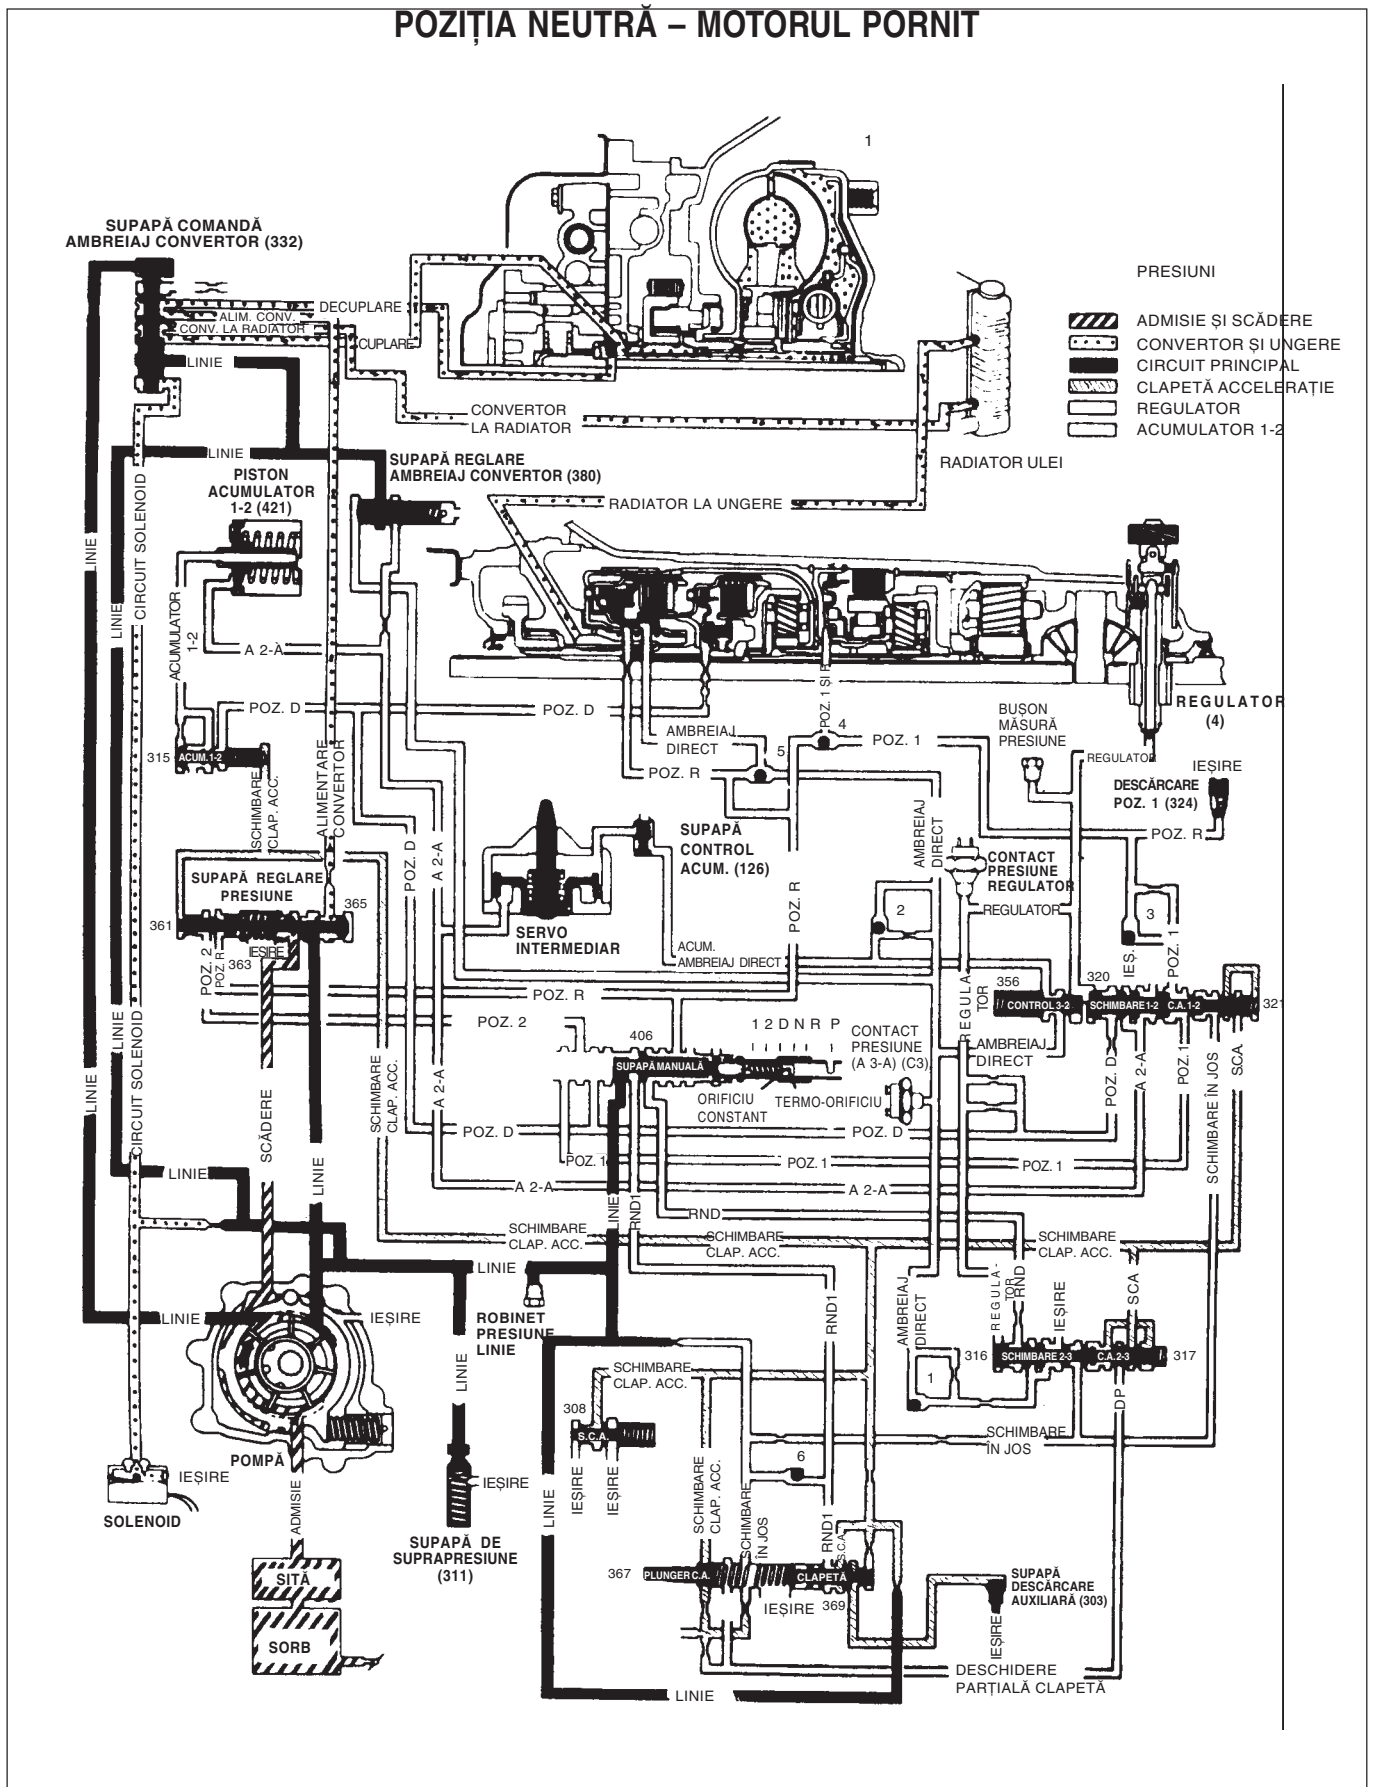 POZIȚIA NEUTRĂ – MOTORUL PORNIT
1
SUPAPĂ COMANDĂ
AMBREIAJ CONVERTOR (332)
PRESIUNI
ADMISIE ȘI SCĂDERE
CONVERTOR ȘI UNGERE
CIRCUIT PRINCIPAL
CLAPETĂ ACCELERAȚIE
REGULATOR
ACUMULATOR 1-2
DECUPLARE
ALIM. CONV.
CONV. LA RADIATOR
CUPLARE
LINIE
CONVERTOR
LA RADIATOR
LINIE
SUPAPĂ REGLARE
AMBREIAJ CONVERTOR (380)
RADIATOR ULEI
PISTON
ACUMULATOR
1-2 (421)
RADIATOR LA UNGERE
LINIE
LINIE
CIRCUIT SOLENOID
ACUMULATOR
1-2
A 2-A
POZ. D
POZ. D
POZ. 1 ȘI R
REGULATOR
(4)
BUȘON
MĂSURĂ
PRESIUNE
AMBREIAJ
DIRECT
4
POZ. 1
5
POZ. R
REGULATOR
IEȘIRE
DESCĂRCARE
POZ. 1 (324)
POZ. R
315
ACUM. 1-2
SCHIMBARE
CLAP. ACC.
ALIMENTARE
CONVERTOR
POZ. D
A 2-A
SUPAPĂ
CONTROL
ACUM. (126)
AMBREIAJ
DIRECT
CONTACT
PRESIUNE
REGULATOR
REGULATOR
SUPAPĂ REGLARE
PRESIUNE
365
361
IEȘIRE
363
POZ. 2
POZ. R
SERVO
INTERMEDIAR
POZ. R
2
3
ACUM.
AMBREIAJ DIRECT
IEȘ.
POZ. 1
POZ. R
POZ. 2
REGULA-
TOR
356
320
321
CONTROL 3-2
SCHIMBARE 1-2
C.A. 1-2
406
1 2 D N R P
SUPAPĂ MANUALĂ
CONTACT
PRESIUNE
(A 3-A) (C3)
AMBREIAJ
DIRECT
ORIFICIU
CONSTANT
TERMO-ORIFICIU
POZ. D
A 2-A
POZ. 1
SCHIMBARE ÎN JOS
S.C.A.
LINIE
LINIE
CIRCUIT SOLENOID
SCĂDERE
LINIE
SCHIMBARE
CLAP. ACC.
A 2-A
POZ. D
POZ. D
POZ. 1
POZ. 1
POZ. 1
LINIE
A 2-A
A 2-A
LINIE
RND1
RND
SCHIMBARE
CLAP. ACC.
SCHIMBARE
CLAP. ACC.
SCHIMBARE
CLAP. ACC.
LINIE
LINIE
IEȘIRE
ROBINET
PRESIUNE
LINIE
RND1
AMBREIAJ
DIRECT
REGULA-
TOR
RND
IEȘIRE
SCA
316
SCHIMBARE 2-3
C.A. 2-3
317
LINIE
SCHIMBARE
CLAP. ACC.
1
DP
308
S.C.A.
SCHIMBARE
ÎN JOS
6
POMPĂ
IEȘIRE
SOLENOID
ADMISIE
IEȘIRE
IEȘIRE
IEȘIRE
LINIE
SCHIMBARE
CLAP. ACC.
SCHIMBARE
ÎN JOS
RND1
S.C.A.
SUPAPĂ DE
SUPRAPRESIUNE
(311)
367
PLUNGER C.A.
CLAPETĂ
IEȘIRE
369
SUPAPĂ
DESCĂRCARE
AUXILIARĂ (303)
IEȘIRE
SITĂ
SORB
DESCHIDERE
PARȚIALĂ CLAPETĂ
LINIE